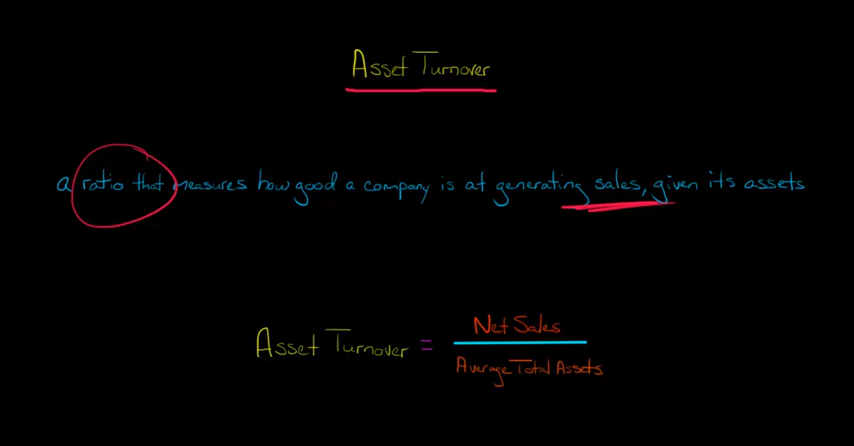 Asset Turnover
a ratio that measures how good a company is at generating sales, given its assets
Asset Turnover = Net Sales
Average Total Assets